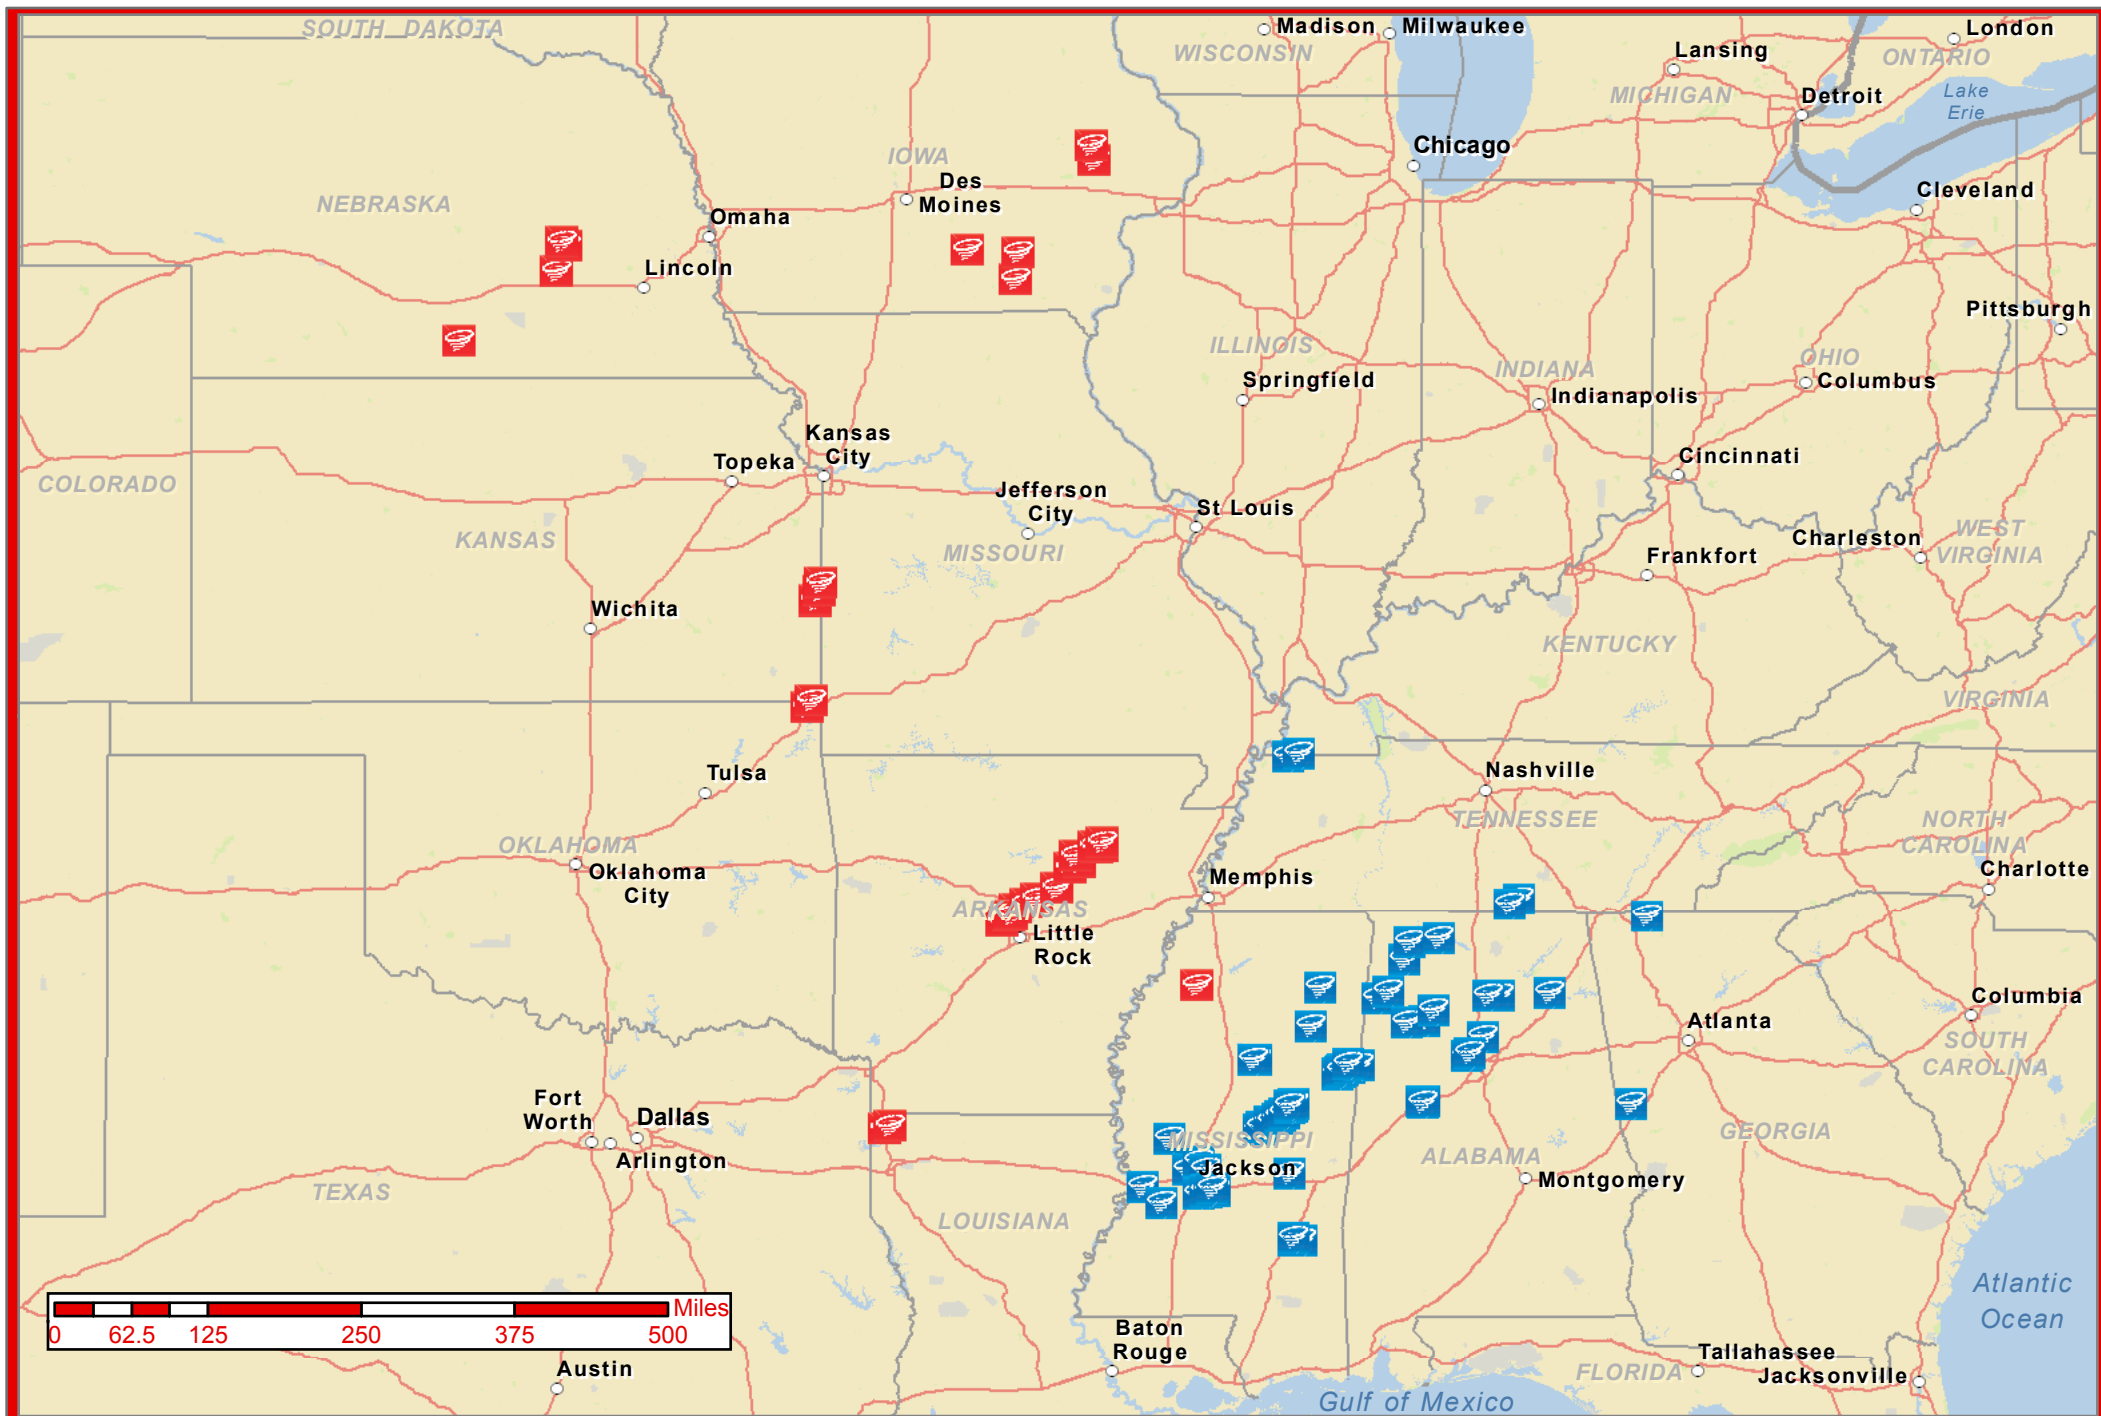 SOUTH DAKOTA
Madison
Milwaukee
London
WISCONSIN
Lansing
ONTARIO
MICHIGAN
Detroit
Lake
Erie
Chicago
IOWA
Des
Moines
NEBRASKA
Omaha
Cleveland
Lincoln
Pittsburgh
ILLINOIS
INDIANA
OHIO
Springfield
Indianapolis
Columbus
Kansas
City
Topeka
Cincinnati
COLORADO
Jefferson
City
St Louis
KANSAS
MISSOURI
Frankfort
Charleston
WEST
VIRGINIA
Wichita
KENTUCKY
VIRGINIA
Tulsa
Nashville
TENNESSEE
NORTH
CAROLINA
OKLAHOMA
Oklahoma
City
Memphis
Charlotte
ARKANSAS
Little
Rock
Columbia
Atlanta
SOUTH
CAROLINA
Fort
Worth
Dallas
Arlington
MISSISSIPPI
Jackson
ALABAMA
GEORGIA
Montgomery
TEXAS
LOUISIANA
Atlantic
Ocean
Miles
0 62.5 125 250 375 500
Baton
Rouge
Austin
Tallahassee
FLORIDA
Jacksonville
Gulf of Mexico